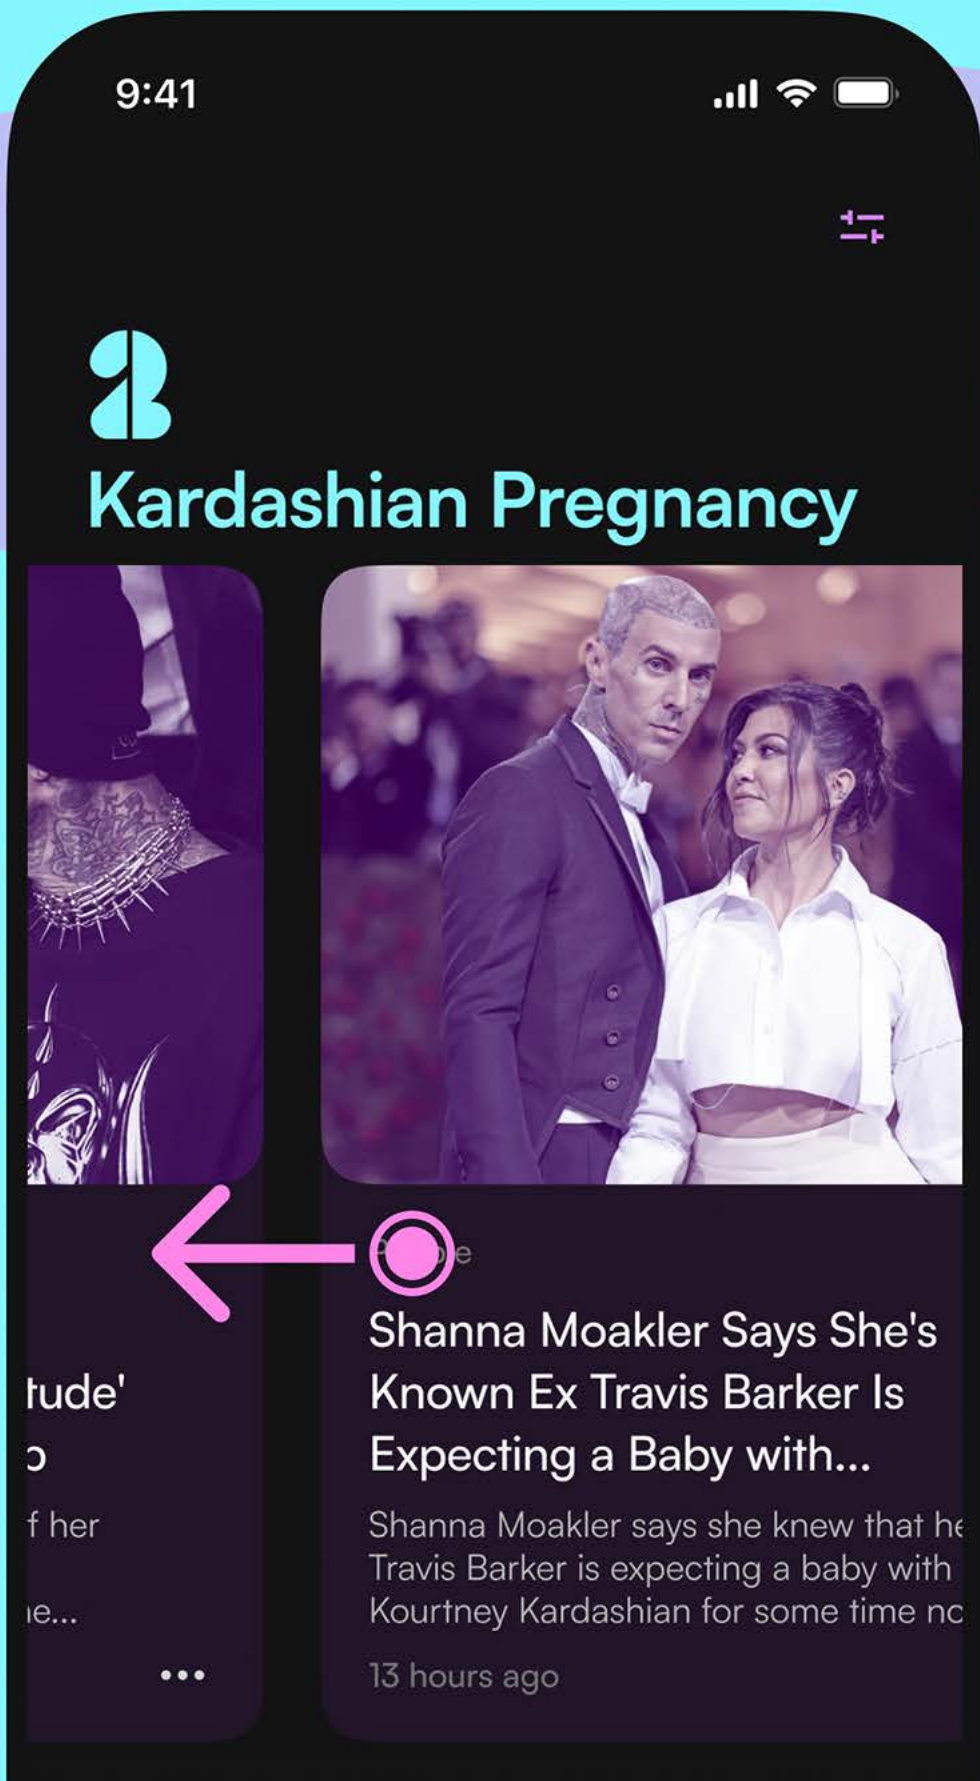 9:41
2
Kardashian Pregnancy
Shanna Moakler Says She's
Known Ex Travis Barker Is
Expecting a Baby with...
Shanna Moakler says she knew that he
Travis Barker is expecting a baby with
Kourtney Kardashian for some time no
13 hours ago
tude'
f her
...